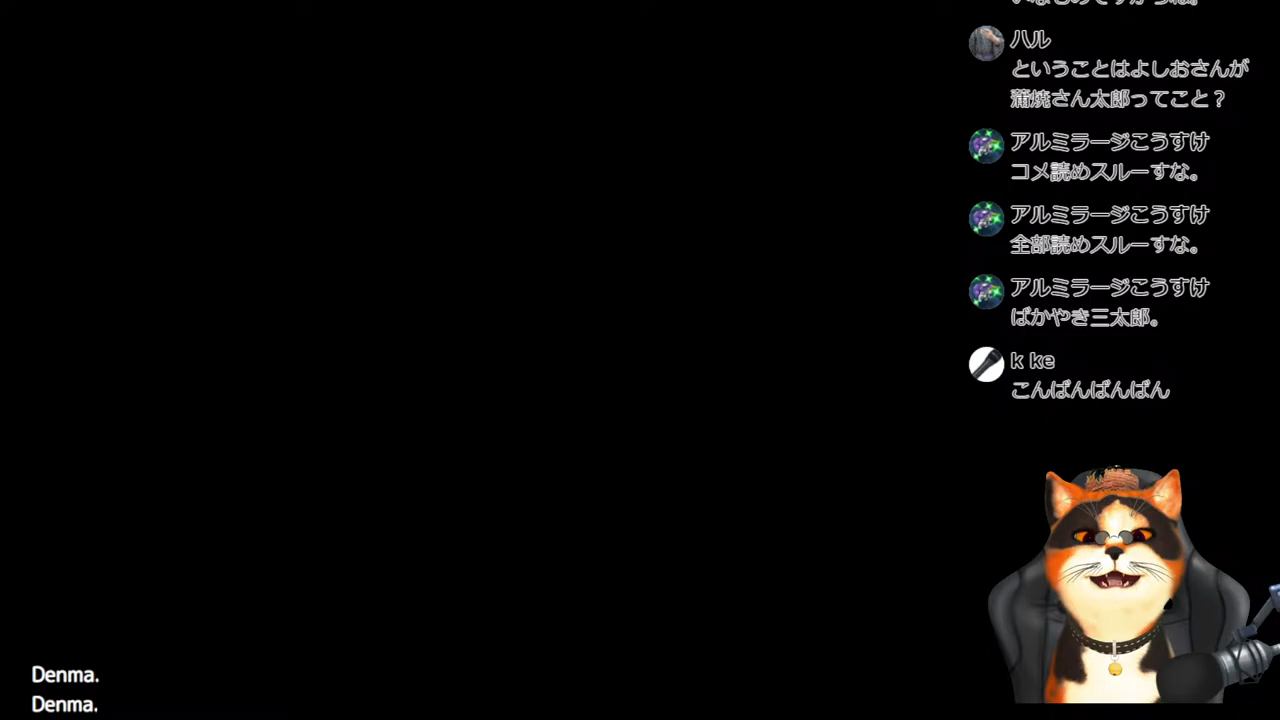 ハル
ということはよしおさんが
蒲焼さん太郎ってこと？
アルミラージこうすけ
コメ読めスルーすな。
アルミラージこうすけ
全部読めスルーすな。
アルミラージこうすけ
ばかやき三太郎。
k ke
こんばんばんばん
Denma.
Denma.